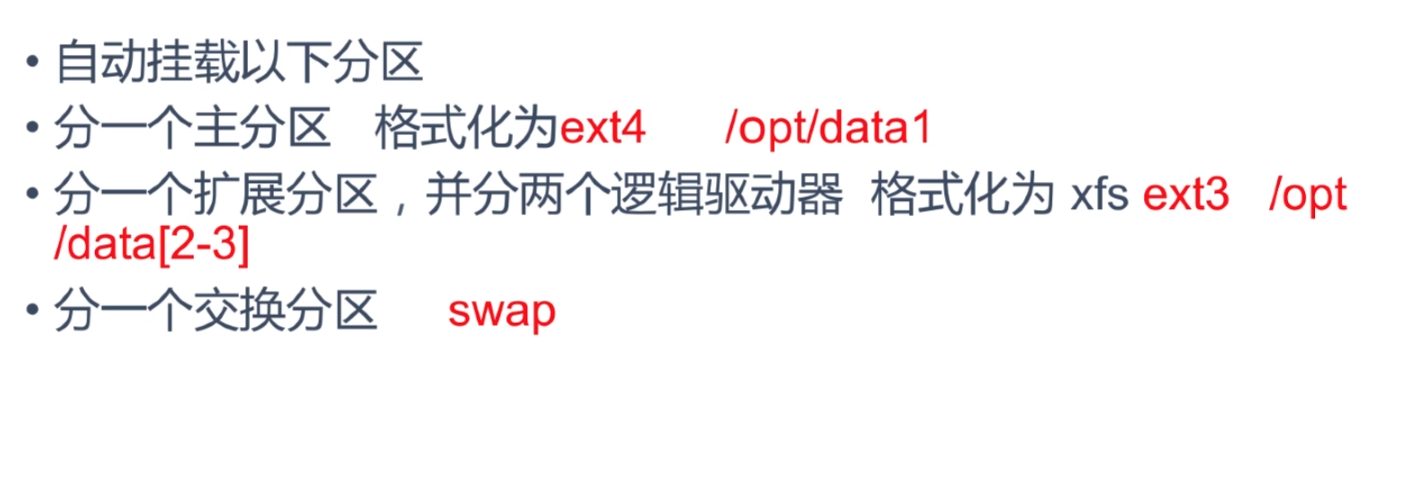 • 自动挂载以下分区
• 分一个主分区 格式化为ext4 /opt/data1
• 分一个扩展分区，并分两个逻辑驱动器 格式化为 xfs ext3 /opt
/data[2-3]
• 分一个交换分区 swap